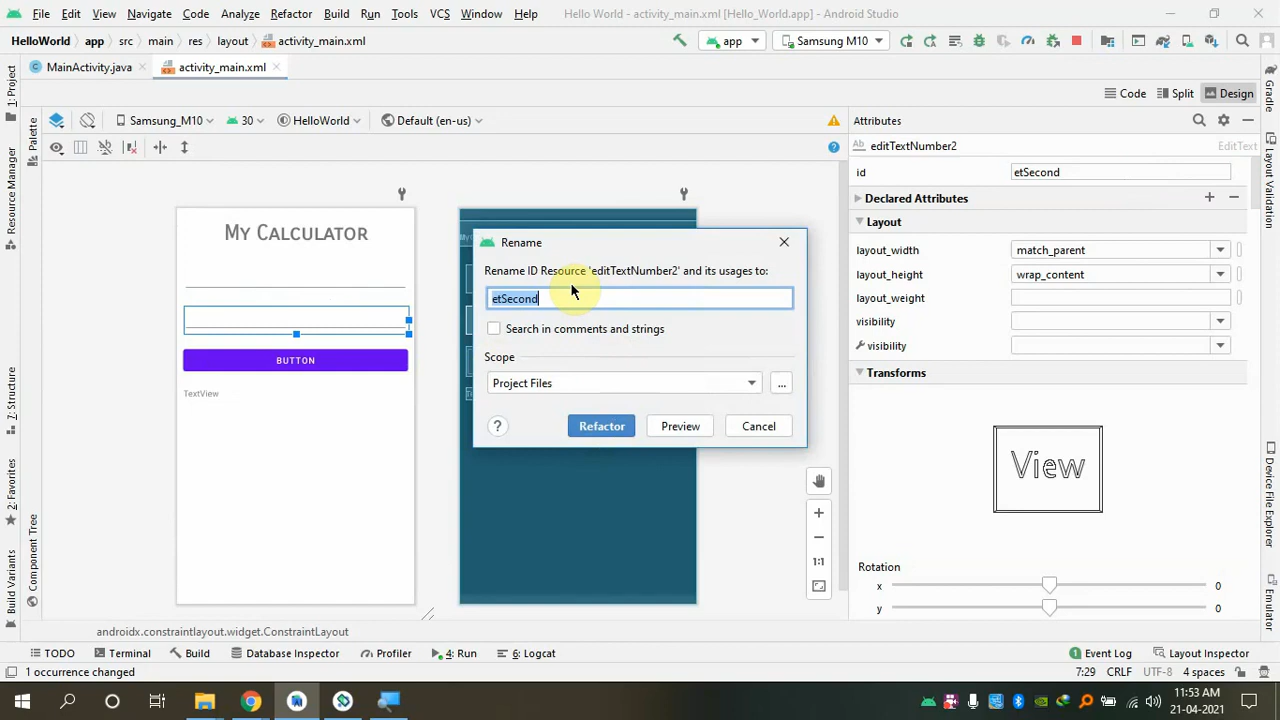 File Edit View Navigate Code Analyze Refactor Build Run Tools VCS Window Help Hello World - activity_main.xml [Hello_World.app] - Android Studio
HelloWorld app src main res layout activity_main.xml app Samsung M10
MainActivity.java activity_main.xml
Code Split Design
Samsung_M10 30 HelloWorld Default (en-us) Attributes
Ab editTextNumber2 EditText
id etSecond
Declared Attributes
Layout
layout_width match_parent
layout_height wrap_content
layout_weight
visibility
visibility
Transforms
View
Rotation
x 0
y 0
My Calculator
BUTTON
TextView
Rename
Rename ID Resource 'editTextNumber2' and its usages to:
etSecond
Search in comments and strings
Scope
Project Files ...
? Refactor Preview Cancel
1:1
1: Project
Resource Manager
7: Structure
2: Favorites
Build Variants
Palette
Component Tree
Gradle
Layout Validation
Device File Explorer
Emulator
androidx.constraintlayout.widget.ConstraintLayout
TODO Terminal Build Database Inspector Profiler 4: Run 6: Logcat Event Log Layout Inspector
1 occurrence changed 7:29 CRLF UTF-8 4 spaces
11:53 AM
21-04-2021